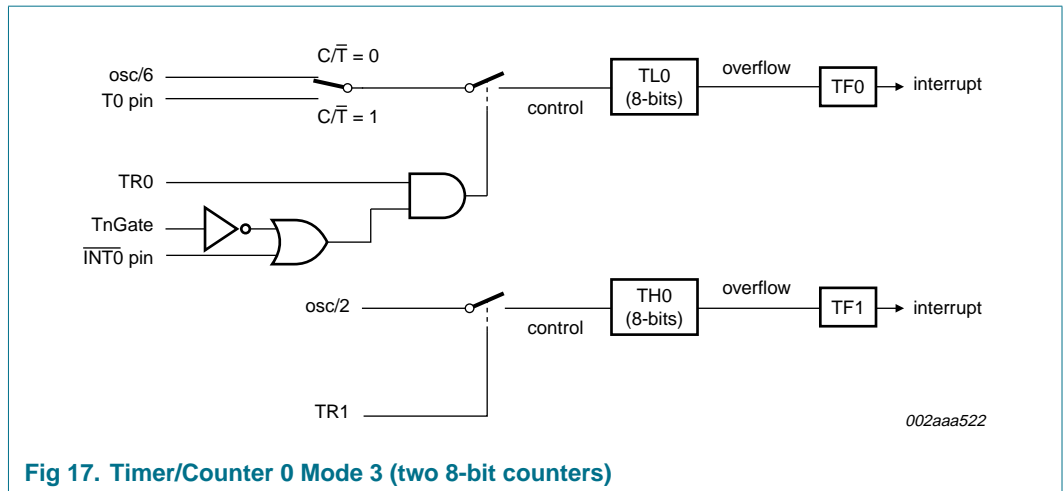 C/T̅ = 0
osc/6
T0 pin
C/T̅ = 1
control
TL0
(8-bits)
overflow
TF0
interrupt
TR0
TnGate
I̅N̅T̅0̅ pin
osc/2
control
TH0
(8-bits)
overflow
TF1
interrupt
TR1
002aaa522
Fig 17. Timer/Counter 0 Mode 3 (two 8-bit counters)